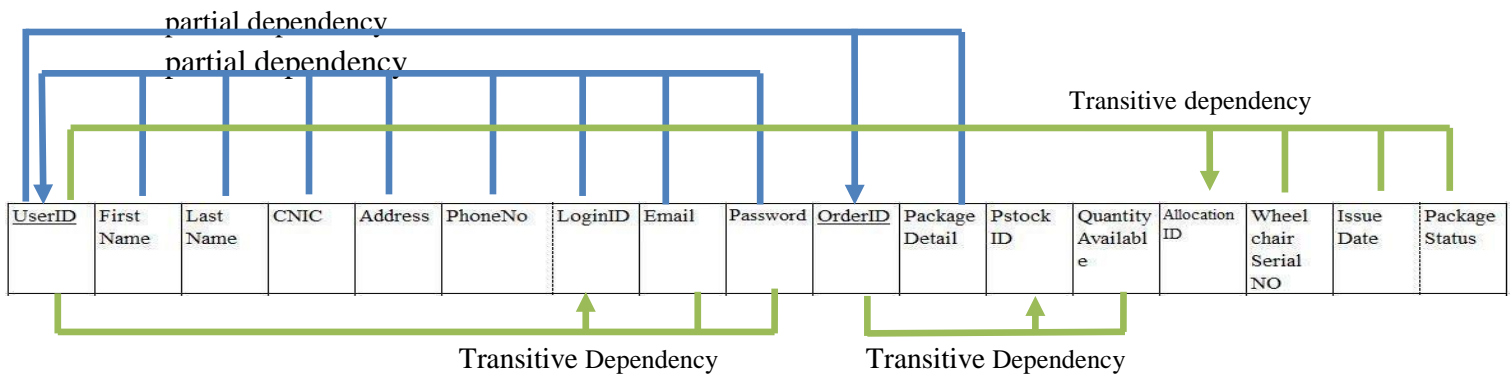 partial dependency
partial dependency
Transitive dependency
UserID
First
Name
Last
Name
CNIC
Address
PhoneNo
LoginID
Email
Password
OrderID
Package
Detail
Pstock
ID
Quantity
Availabl
e
Allocation
ID
Wheel
chair
Serial
NO
Issue
Date
Package
Status
Transitive Dependency
Transitive Dependency